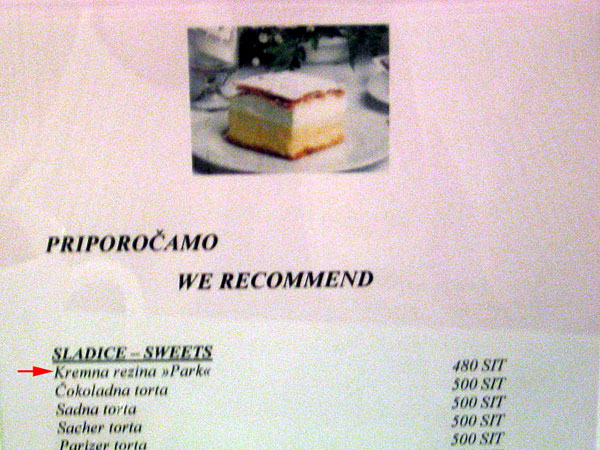 PRIPOROČAMO
WE RECOMMEND
SLADICE – SWEETS
Kremna rezina »Park« 480 SIT
Čokoladna torta 500 SIT
Sadna torta 500 SIT
Sacher torta 500 SIT
Parizer torta 500 SIT